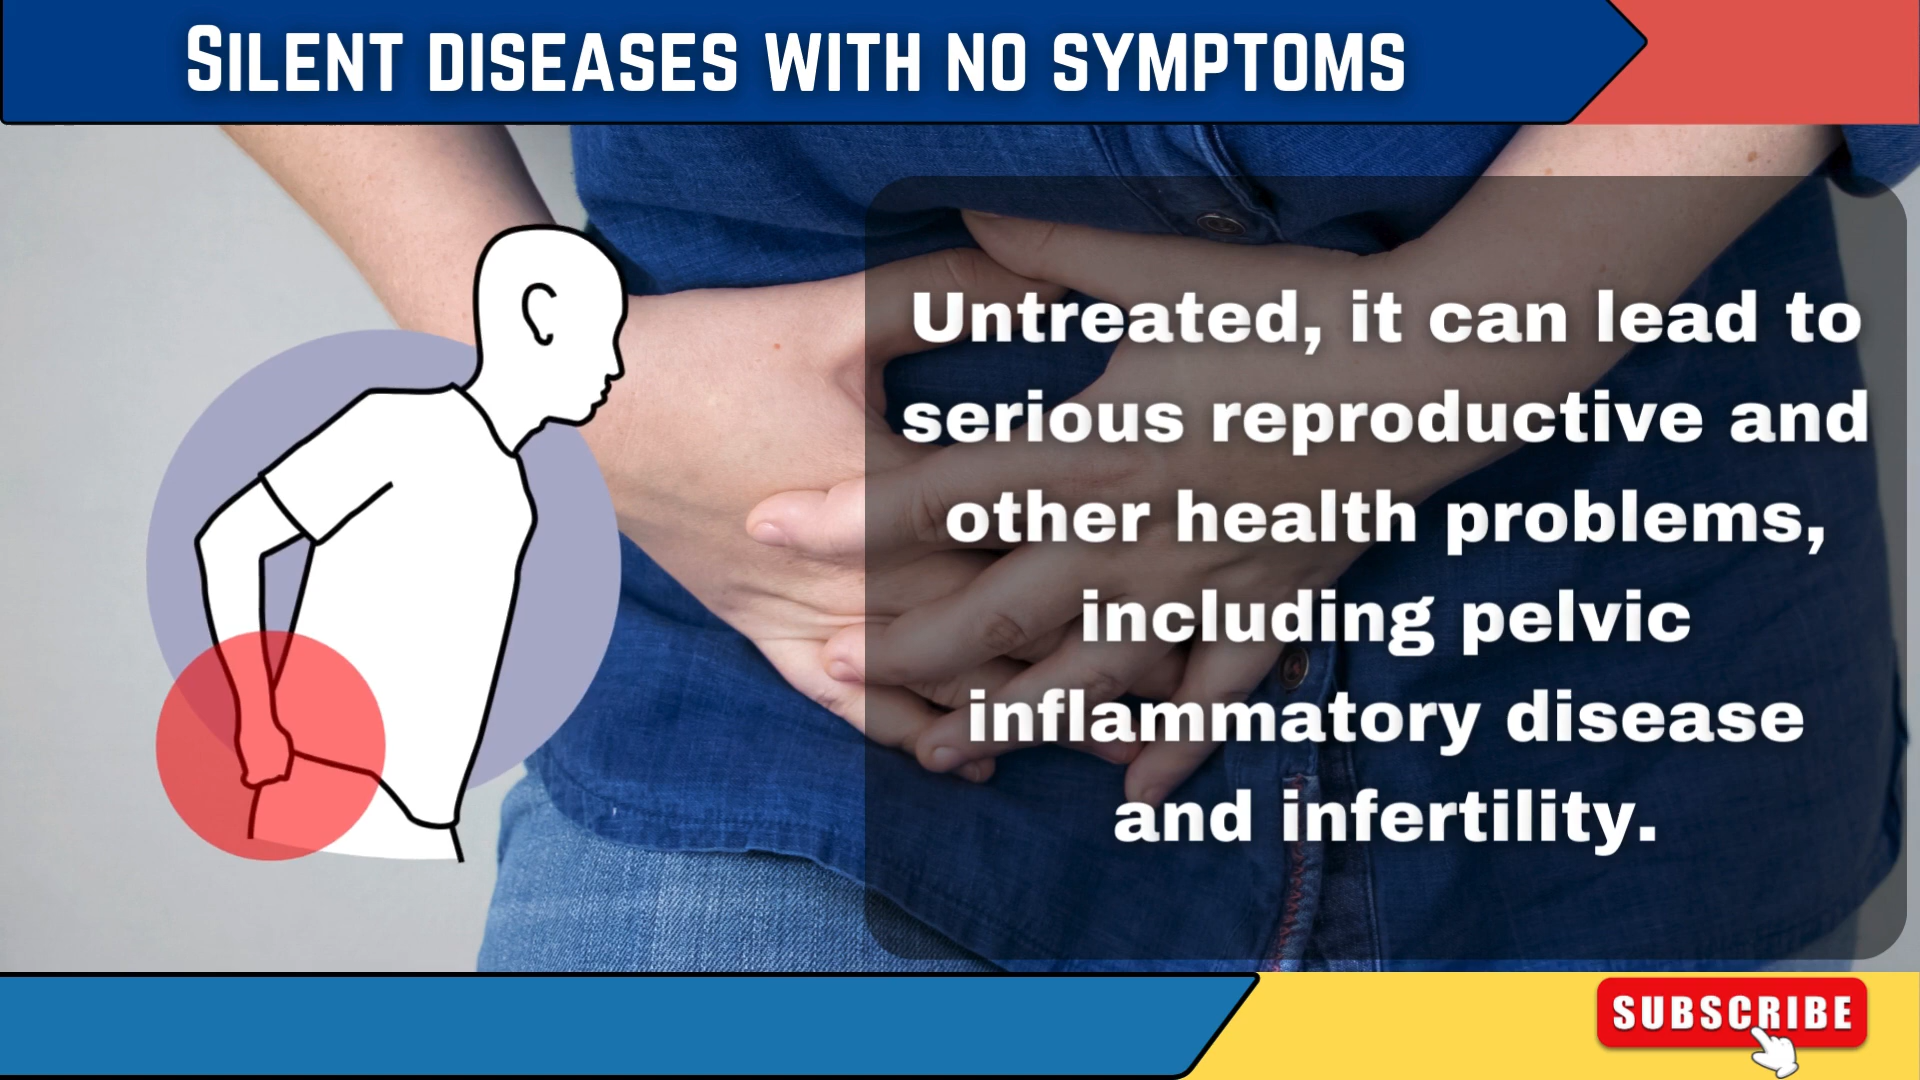 Silent diseases with no symptoms
Untreated, it can lead to
serious reproductive and
other health problems,
including pelvic
inflammatory disease
and infertility.
SUBSCRIBE